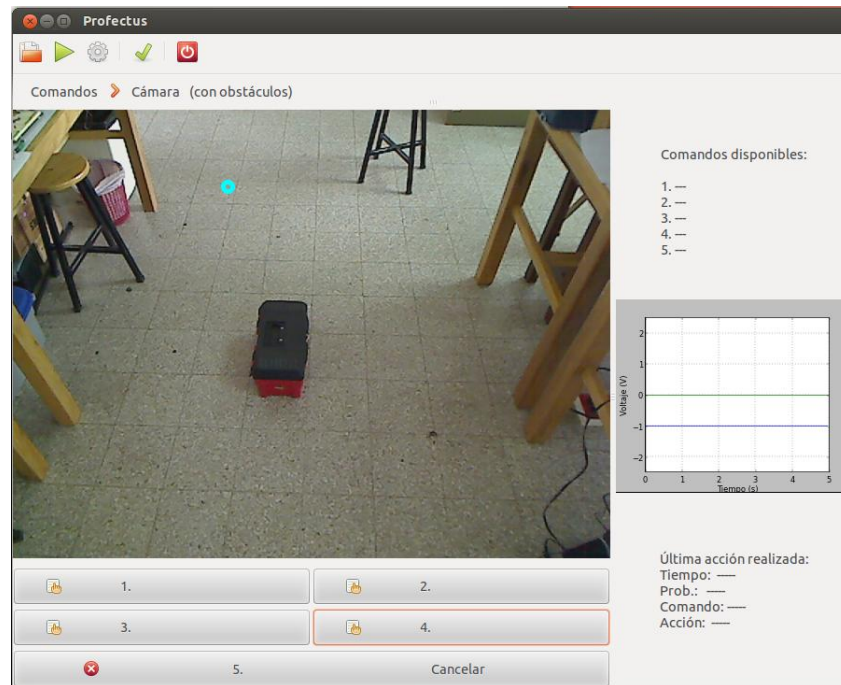 Profectus
Comandos Cámara (con obstáculos)
Comandos disponibles:
1. ---
2. ---
3. ---
4. ---
5. ---
2
1
0
−1
−2
Voltaje (V)
0 1 2 3 4 5
Tiempo (s)
Última acción realizada:
Tiempo: -----
Prob.: -----
Comando: -----
Acción: -----
1.
2.
3.
4.
5. Cancelar